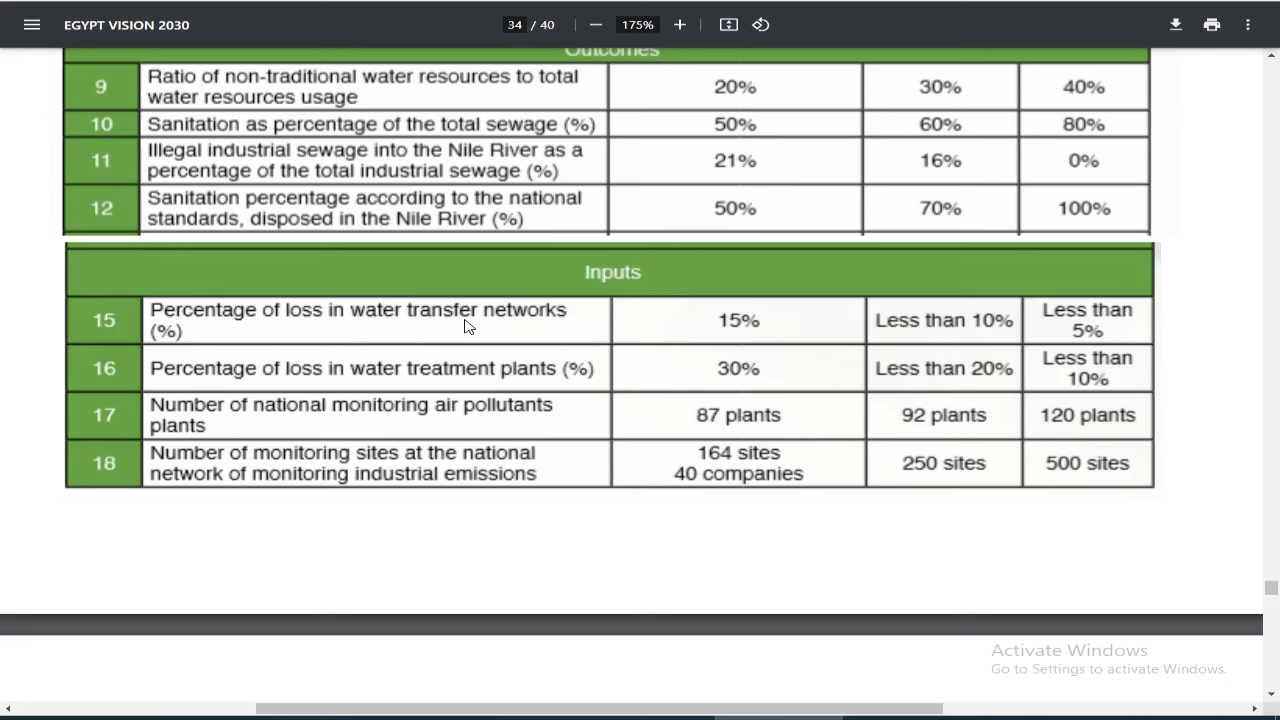 EGYPT VISION 2030
34 / 40
175%
Outcomes
9 Ratio of non-traditional water resources to total water resources usage 20% 30% 40%
10 Sanitation as percentage of the total sewage (%) 50% 60% 80%
11 Illegal industrial sewage into the Nile River as a percentage of the total industrial sewage (%) 21% 16% 0%
12 Sanitation percentage according to the national standards, disposed in the Nile River (%) 50% 70% 100%
Inputs
15 Percentage of loss in water transfer networks (%) 15% Less than 10% Less than 5%
16 Percentage of loss in water treatment plants (%) 30% Less than 20% Less than 10%
17 Number of national monitoring air pollutants plants 87 plants 92 plants 120 plants
18 Number of monitoring sites at the national network of monitoring industrial emissions 164 sites 40 companies 250 sites 500 sites
Activate Windows
Go to Settings to activate Windows.